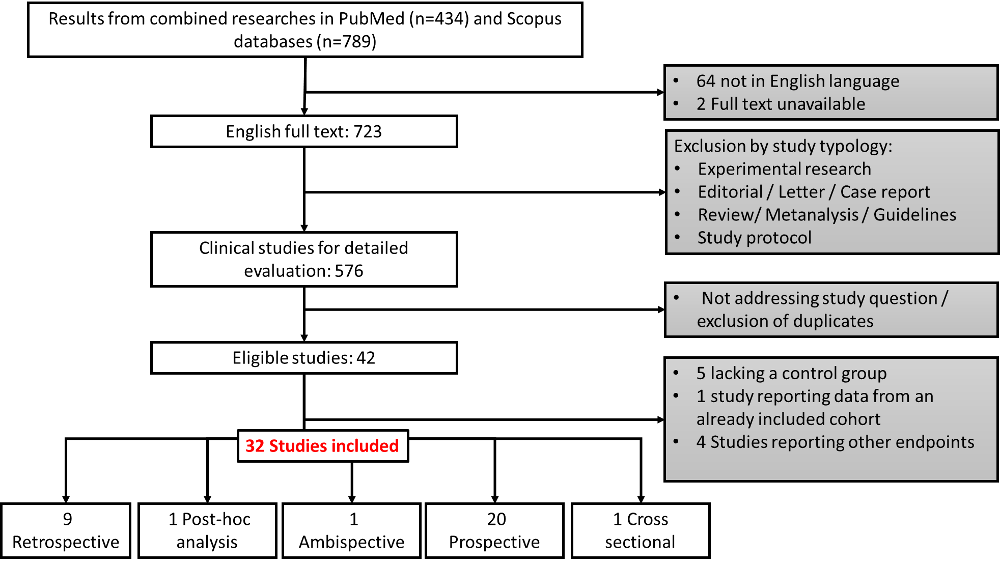 Results from combined researches in PubMed (n=434) and Scopus
databases (n=789)
• 64 not in English language
• 2 Full text unavailable
English full text: 723
Exclusion by study typology:
• Experimental research
• Editorial / Letter / Case report
• Review/ Metanalysis / Guidelines
• Study protocol
Clinical studies for detailed
evaluation: 576
• Not addressing study question /
exclusion of duplicates
Eligible studies: 42
• 5 lacking a control group
• 1 study reporting data from an
already included cohort
• 4 Studies reporting other endpoints
32 Studies included
9
Retrospective
1 Post-hoc
analysis
1
Ambispective
20
Prospective
1 Cross
sectional